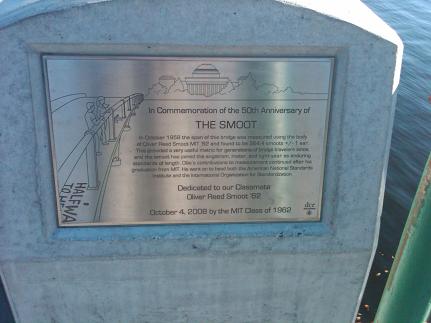 In Commemoration of the 50th Anniversary of
THE SMOOT
In October 1958 the span of this bridge was measured using the body
of Oliver Reed Smoot MIT '62 and found to be 364.4 smoots +/- 1 ear.
This provided a very useful metric for generations of bridge travelers since,
and the smoot has joined the angstrom, meter, and light-year as enduring
standards of length. Ollie's contributions to measurement continued after his
graduation from MIT. He went on to head both the American National Standards
Institute and the International Organization for Standardization.
Dedicated to our Classmate
Oliver Reed Smoot '62
October 4, 2008 by the MIT Class of 1962
dcr
HALFWA
TO